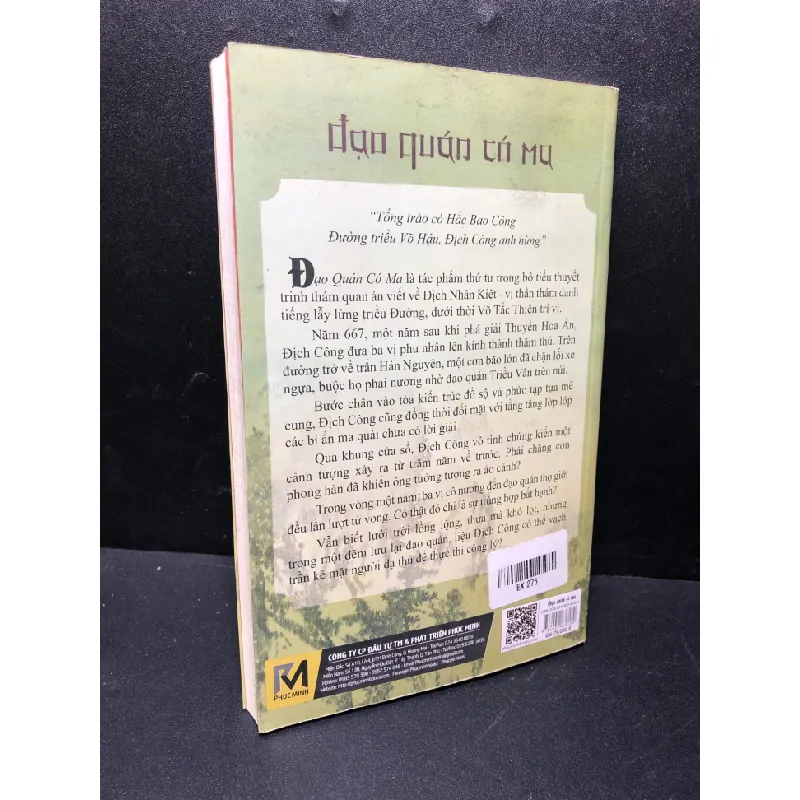 đạo quán có ma
"Tống trào có Hắc Bao Công
Đường triều Võ Hậu, Địch Công anh hùng."
Đạo Quán Có Ma là tác phẩm thứ tư trong bộ tiểu thuyết
trinh thám quan án viết về Địch Nhân Kiệt - vị thần thám danh
tiếng lẫy lừng triều Đường, dưới thời Võ Tắc Thiên trị vì.
Năm 667, một năm sau khi phá giải Thuyền Hoa Án,
Địch Công đưa ba vị phu nhân lên kinh thành thăm thú. Trên
đường trở về trấn Hán Nguyên, một cơn bão lớn đã chặn lối xe
ngựa, buộc họ phải nương nhờ đạo quán Triều Vân trên núi.
Bước chân vào tòa kiến trúc đồ sộ và phức tạp tựa mê
cung, Địch Công cũng đồng thời đối mặt với tầng tầng lớp lớp
các bí ẩn ma quái chưa có lời giải.
Qua khung cửa sổ, Địch Công vô tình chứng kiến một
cảnh tượng xảy ra từ trăm năm về trước. Phải chăng cơn
phong hàn đã khiến ông tưởng tượng ra ảo cảnh?
Trong vòng một năm, ba vị cô nương đến đạo quán thọ giới
đều lần lượt tử vong. Có thật đó chỉ là sự trùng hợp bất hạnh?
Vẫn biết lưới trời lồng lộng, thưa mà khó lọt, nhưng
trong một đêm lưu lại đạo quán, liệu Địch Công có thể vạch
trần kẻ mặt người dạ thú để thực thi công lý?
EX 275
PM
PHUC MINH
CÔNG TY CP ĐẦU TƯ TM & PHÁT TRIỂN PHÚC MINH